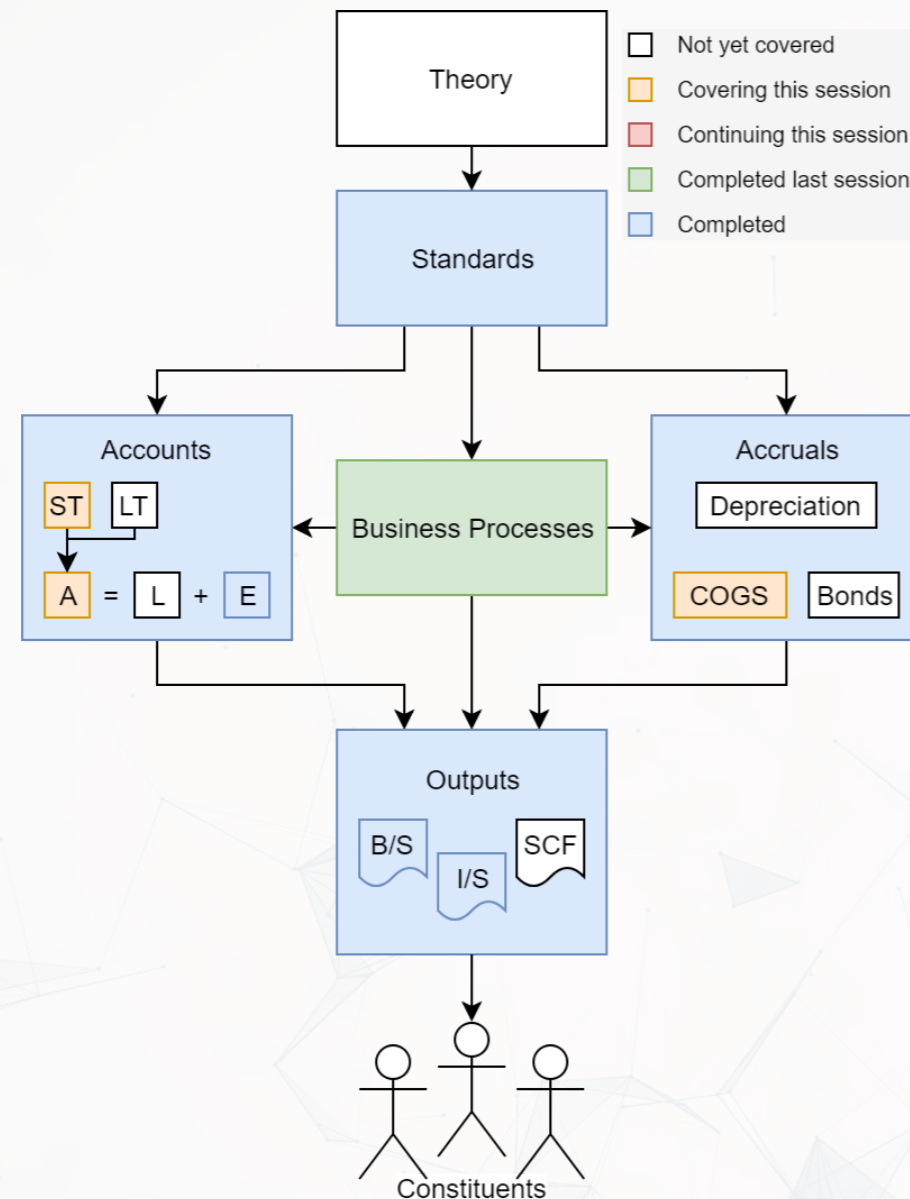 Theory
Not yet covered
Covering this session
Continuing this session
Completed last session
Completed
Standards
Accounts
ST LT
A = L + E
Business Processes
Accruals
Depreciation
COGS Bonds
Outputs
B/S
I/S
SCF
Constituents